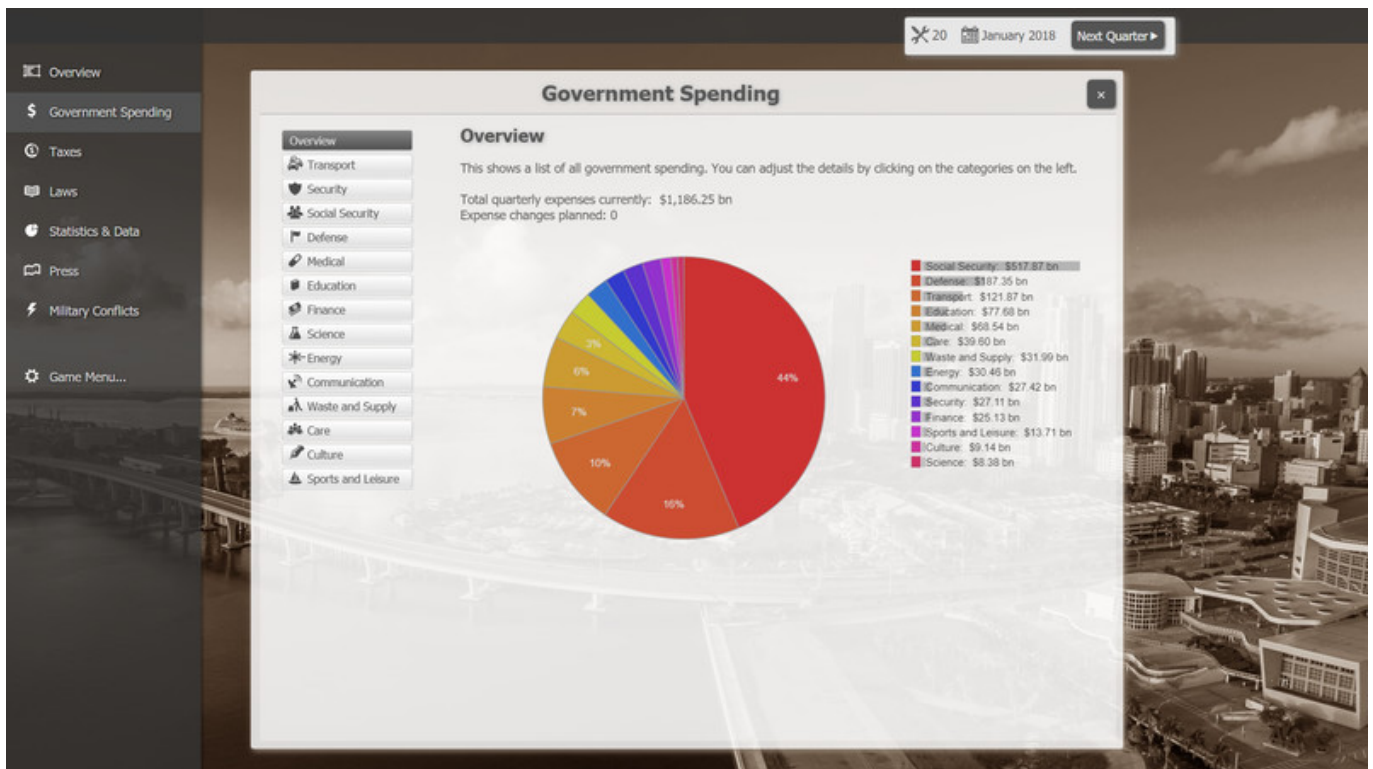 20 January 2018 Next Quarter
Overview
Government Spending
Taxes
Laws
Statistics & Data
Press
Military Conflicts
Game Menu...
Government Spending
×
Overview
Transport
Security
Social Security
Defense
Medical
Education
Finance
Science
Energy
Communication
Waste and Supply
Care
Culture
Sports and Leisure
Overview
This shows a list of all government spending. You can adjust the details by clicking on the categories on the left.
Total quarterly expenses currently: $1,186.25 bn
Expense changes planned: 0
44%
16%
10%
7%
6%
3%
Social Security: $517.87 bn
Defense: $187.35 bn
Transport: $121.87 bn
Education: $77.68 bn
Medical: $68.54 bn
Care: $39.60 bn
Waste and Supply: $31.99 bn
Energy: $30.46 bn
Communication: $27.42 bn
Security: $27.11 bn
Finance: $25.13 bn
Sports and Leisure: $13.71 bn
Culture: $9.14 bn
Science: $8.38 bn